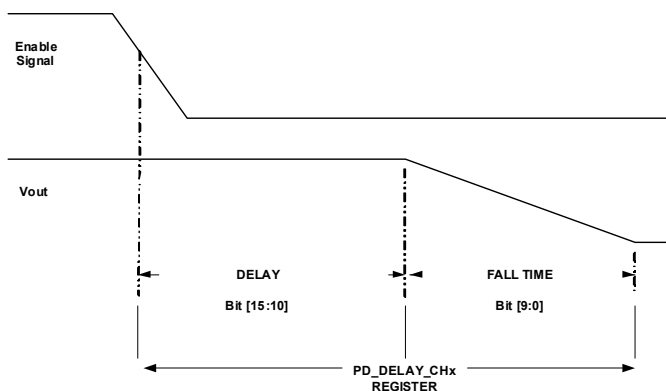 Enable
Signal
Vout
DELAY
FALL TIME
Bit [15:10]
Bit [9:0]
PD_DELAY_CHx
REGISTER